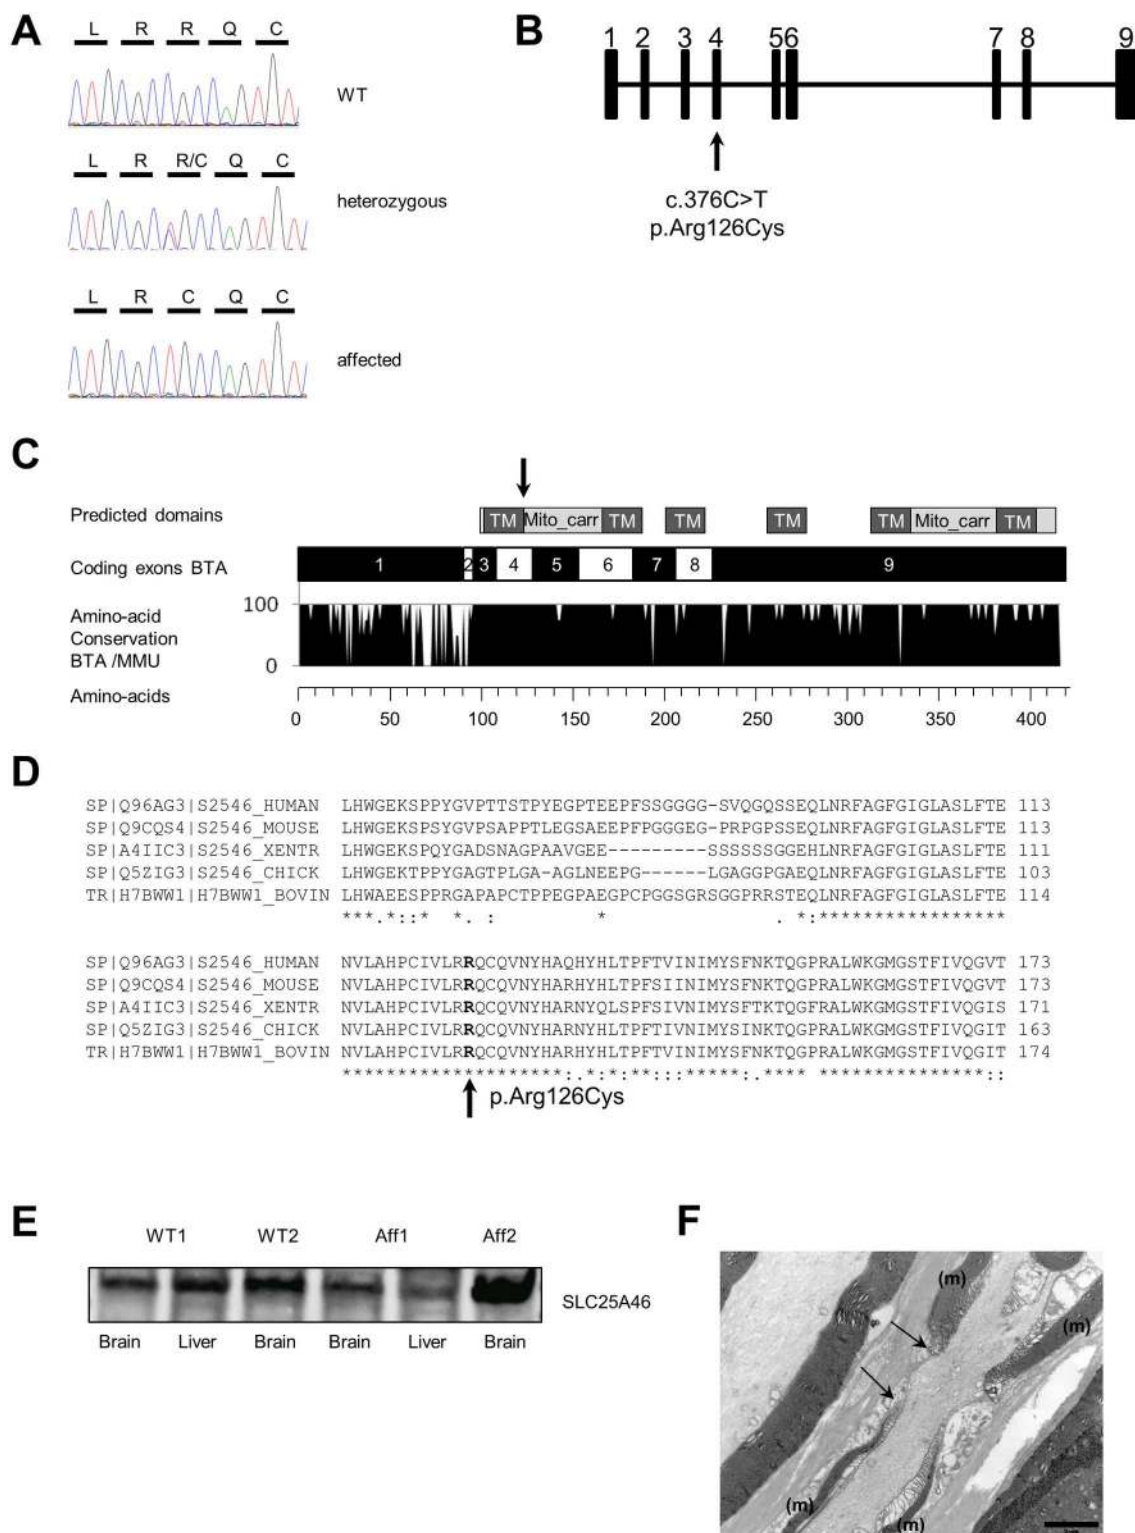 A
L R R Q C
WT
L R R/C Q C
heterozygous
L R C Q C
affected
B
1 2 3 4 5 6 7 8 9
c.376C>T
p.Arg126Cys
C
Predicted domains
TM Mito_carr TM TM TM TM Mito_carr TM
Coding exons BTA
1 2 3 4 5 6 7 8 9
Amino-acid
Conservation
BTA /MMU
100
0
Amino-acids
0 50 100 150 200 250 300 350 400
D
SP|Q96AG3|S2546_HUMAN LHWGEKSPPYGVPTTSTPYEGPTEEPFSSGGGG-SVQGQSSEQLNRFAGFGIGLASLFTE 113
SP|Q9CQS4|S2546_MOUSE LHWGEKSPSYGVPSAPPTLEGSAEEPFPGGGEG-PRPGPSSEQLNRFAGFGIGLASLFTE 113
SP|A4IIC3|S2546_XENTR LHWGEKSPQYGADSNAGPAAVGEE---------SSSSSSGGEHLNRFAGFGIGLASLFTE 111
SP|Q5ZIG3|S2546_CHICK LHWGEKTPPYGAGTPLGA-AGLNEEPG------LGAGGPGAEQLNRFAGFGIGLASLFTE 103
TR|H7BWW1|H7BWW1_BOVIN LHWAEESPPRGAPAPCTPPEGPAEGPCPGGSGRSGGPRRSTEQLNRFAGFGIGLASLFTE 114
***.*::* *. : * . *:*****************
SP|Q96AG3|S2546_HUMAN NVLAHPCIVLRRQCQVNYHAQHYHLTPFTVINIMYSFNKTQGPRALWKGMGSTFIVQGVT 173
SP|Q9CQS4|S2546_MOUSE NVLAHPCIVLRRQCQVNYHARHYHLTPFSIINIMYSFNKTQGPRALWKGMGSTFIVQGVT 173
SP|A4IIC3|S2546_XENTR NVLAHPCIVLRRQCQVNYHARNYQLSPFSIVNIMYSFTKTQGFRALWKGMGSTFIVQGIS 171
SP|Q5ZIG3|S2546_CHICK NVLAHPCIVLRRQCQVNYHARNYHLTPFTIVNIMYSINKTQGPRALWKGMGSTFIVQGIT 163
TR|H7BWW1|H7BWW1_BOVIN NVLAHPCIVLRRQCQVNYHARHYHLTPFTVINIMYSFNKTQGPRALWKGMGSTFIVQGIT 174
********************:.*:*:**:::*****:.**** ***************::
p.Arg126Cys
E
WT1 WT2 Aff1 Aff2
SLC25A46
Brain Liver Brain Brain Liver Brain
F
(m)
(m)
(m)
(m)